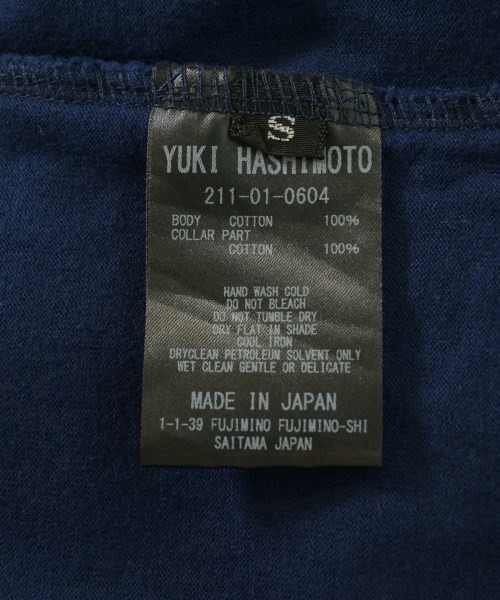 S
YUKI HASHIMOTO
211-01-0604
BODY COTTON 100%
COLLAR PART
COTTON 100%
HAND WASH COLD
DO NOT BLEACH
DO NOT TUMBLE DRY
DRY FLAT IN SHADE
COOL IRON
DRYCLEAN PETROLEUM SOLVENT ONLY
WET CLEAN GENTLE OR DELICATE
MADE IN JAPAN
1-1-39 FUJIMINO FUJIMINO-SHI
SAITAMA JAPAN